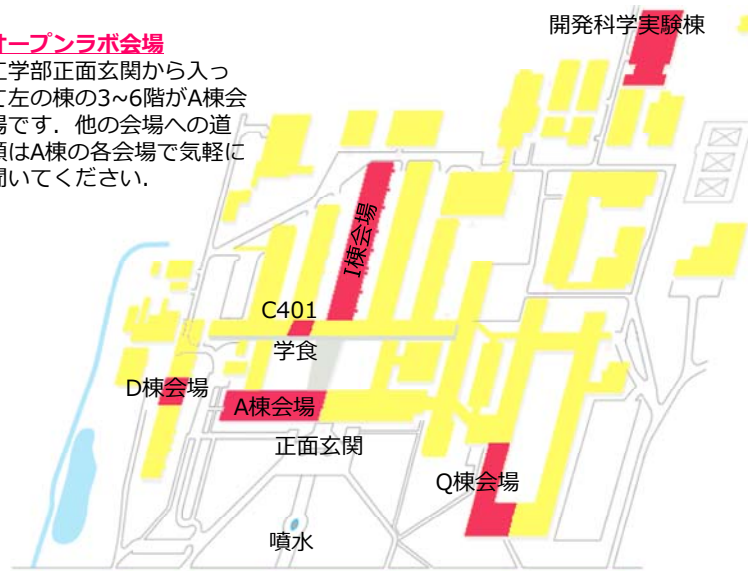 オープンラボ会場
工学部正面玄関から入っ
て左の棟の3~6階がA棟会
場です．他の会場への道
順はA棟の各会場で気軽に
聞いてください．
開発科学実験棟
I棟会場
C401
学食
D棟会場
A棟会場
正面玄関
Q棟会場
噴水